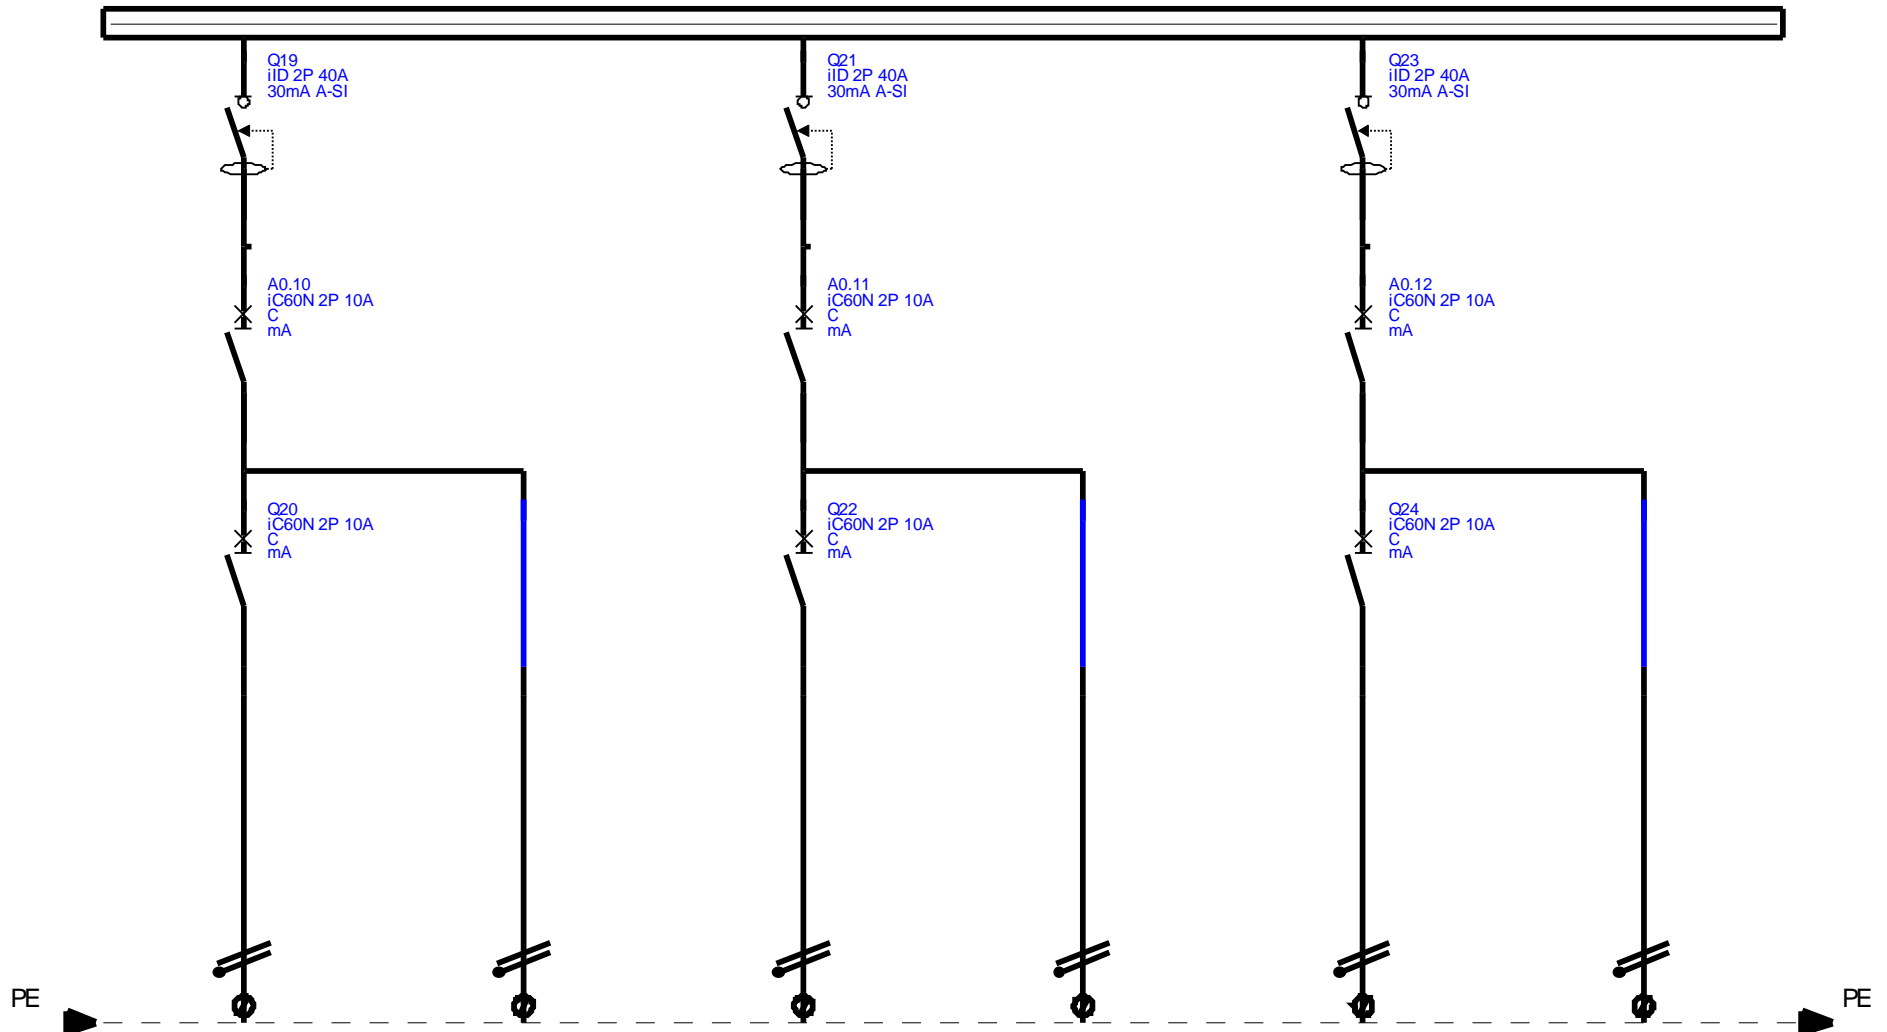 Q19
iID 2P 40A
30mA A-SI
Q21
iID 2P 40A
30mA A-SI
Q23
iID 2P 40A
30mA A-SI
A0.10
iC60N 2P 10A
C
mA
A0.11
iC60N 2P 10A
C
mA
A0.12
iC60N 2P 10A
C
mA
Q20
iC60N 2P 10A
C
mA
Q22
iC60N 2P 10A
C
mA
Q24
iC60N 2P 10A
C
mA
PE
PE